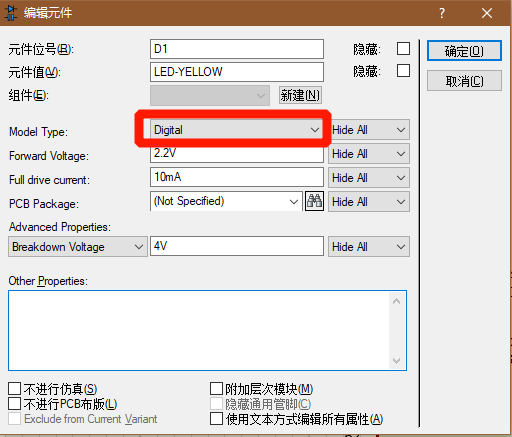 编辑元件
元件位号(R): D1 隐藏:
元件值(V): LED-YELLOW 隐藏:
组件(E): 新建(N)
确定(O)
取消(C)
Model Type: Digital Hide All
Forward Voltage: 2.2V Hide All
Full drive current: 10mA Hide All
PCB Package: (Not Specified) Hide All
Advanced Properties:
Breakdown Voltage 4V Hide All
Other Properties:
不进行仿真(S) 附加层次模块(M)
不进行PCB布版(L) 隐藏通用管脚(C)
Exclude from Current Variant 使用文本方式编辑所有属性(A)